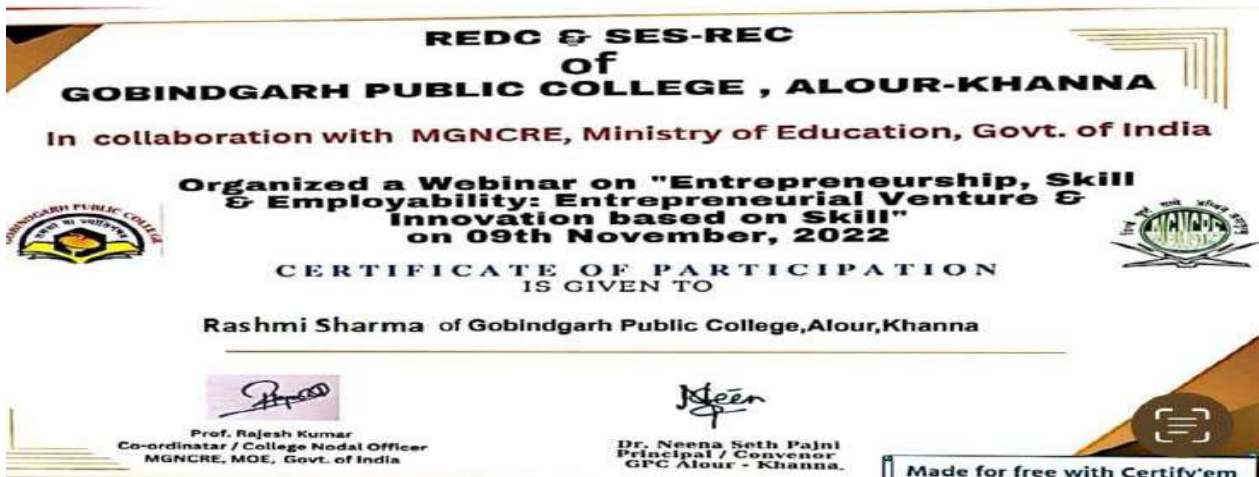 REDC & SES-REC
of
GOBINDGARH PUBLIC COLLEGE , ALOUR-KHANNA
In collaboration with MGNCRE, Ministry of Education, Govt. of India
Organized a Webinar on "Entrepreneurship, Skill
& Employability: Entrepreneurial Venture &
Innovation based on Skill"
on 09th November, 2022
GOBINDGARH PUBLIC COLLEGE
MGNCRE
CERTIFICATE OF PARTICIPATION
IS GIVEN TO
Rashmi Sharma of Gobindgarh Public College,Alour,Khanna
Prof. Rajesh Kumar
Co-ordinatar / College Nodal Officer
MGNCRE, MOE, Govt. of India
Dr. Neena Seth Pajni
Principal / Convenor
GPC Alour - Khanna.
Made for free with Certify'em